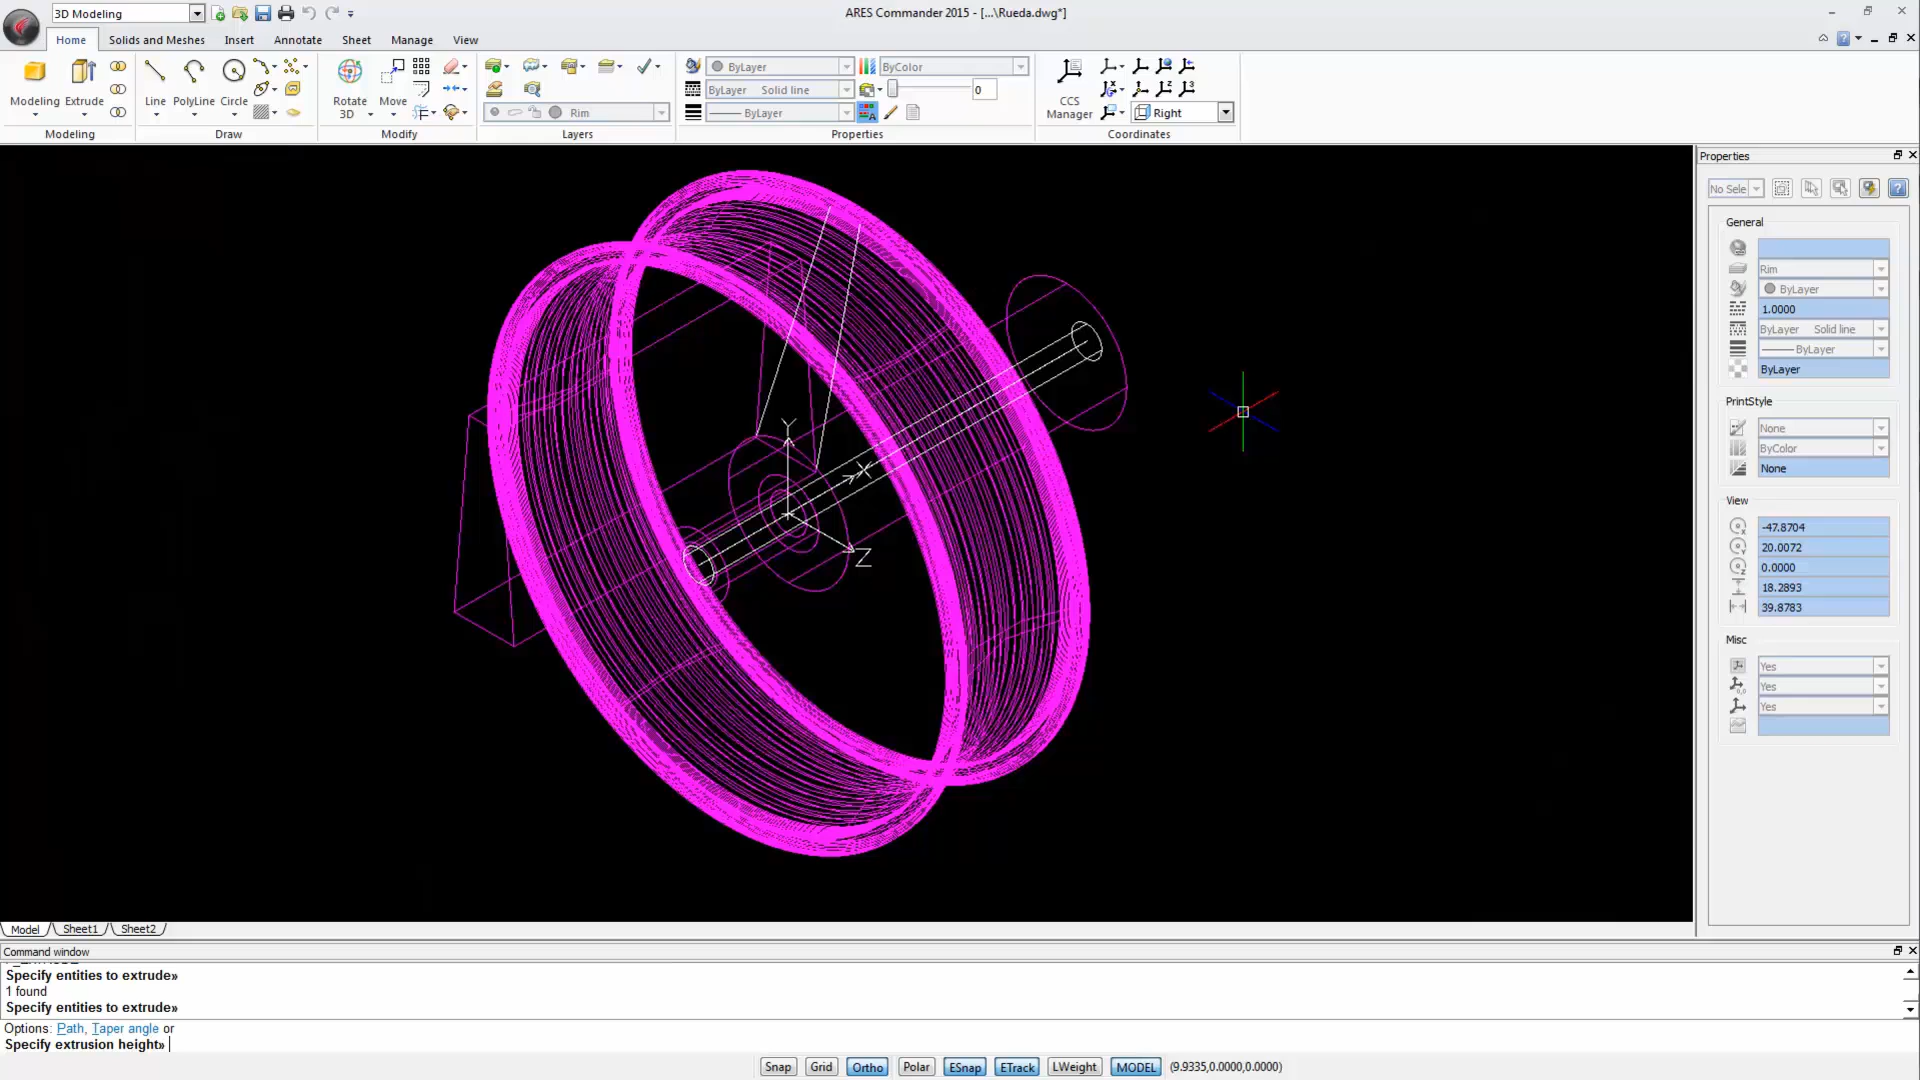 3D Modeling
ARES Commander 2015 - [...\Rueda.dwg*]
Home
Solids and Meshes
Insert
Annotate
Sheet
Manage
View
Modeling
Extrude
Line
PolyLine
Circle
Rotate 3D
Move
Rim
ByLayer
ByColor
ByLayer Solid line
0
ByLayer
CCS Manager
Right
Modeling
Draw
Modify
Layers
Properties
Coordinates
Properties
No Sele
General
Rim
ByLayer
1.0000
ByLayer Solid line
ByLayer
ByLayer
PrintStyle
None
ByColor
None
View
-47.8704
20.0072
0.0000
18.2893
39.8783
Misc
Yes
Yes
Yes
Y
X
Z
Model
Sheet1
Sheet2
Command window
Specify entities to extrude»
1 found
Specify entities to extrude»
Options: Path, Taper angle or
Specify extrusion height»
Snap
Grid
Ortho
Polar
ESnap
ETrack
LWeight
MODEL
(9.9335,0.0000,0.0000)